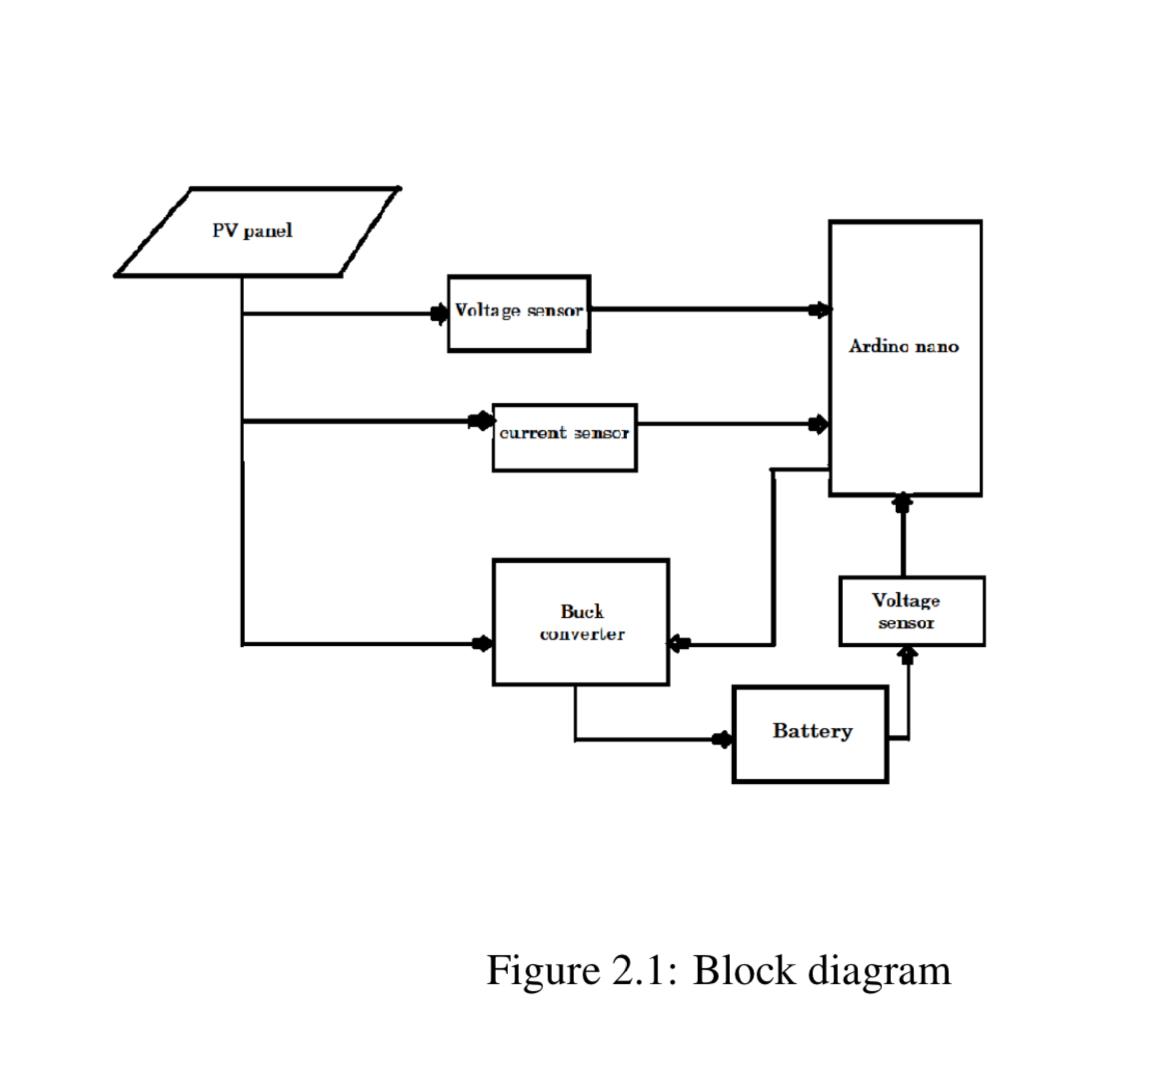 PV panel
Voltage sensor
Ardino nano
current sensor
Buck
converter
Voltage
sensor
Battery
Figure 2.1: Block diagram